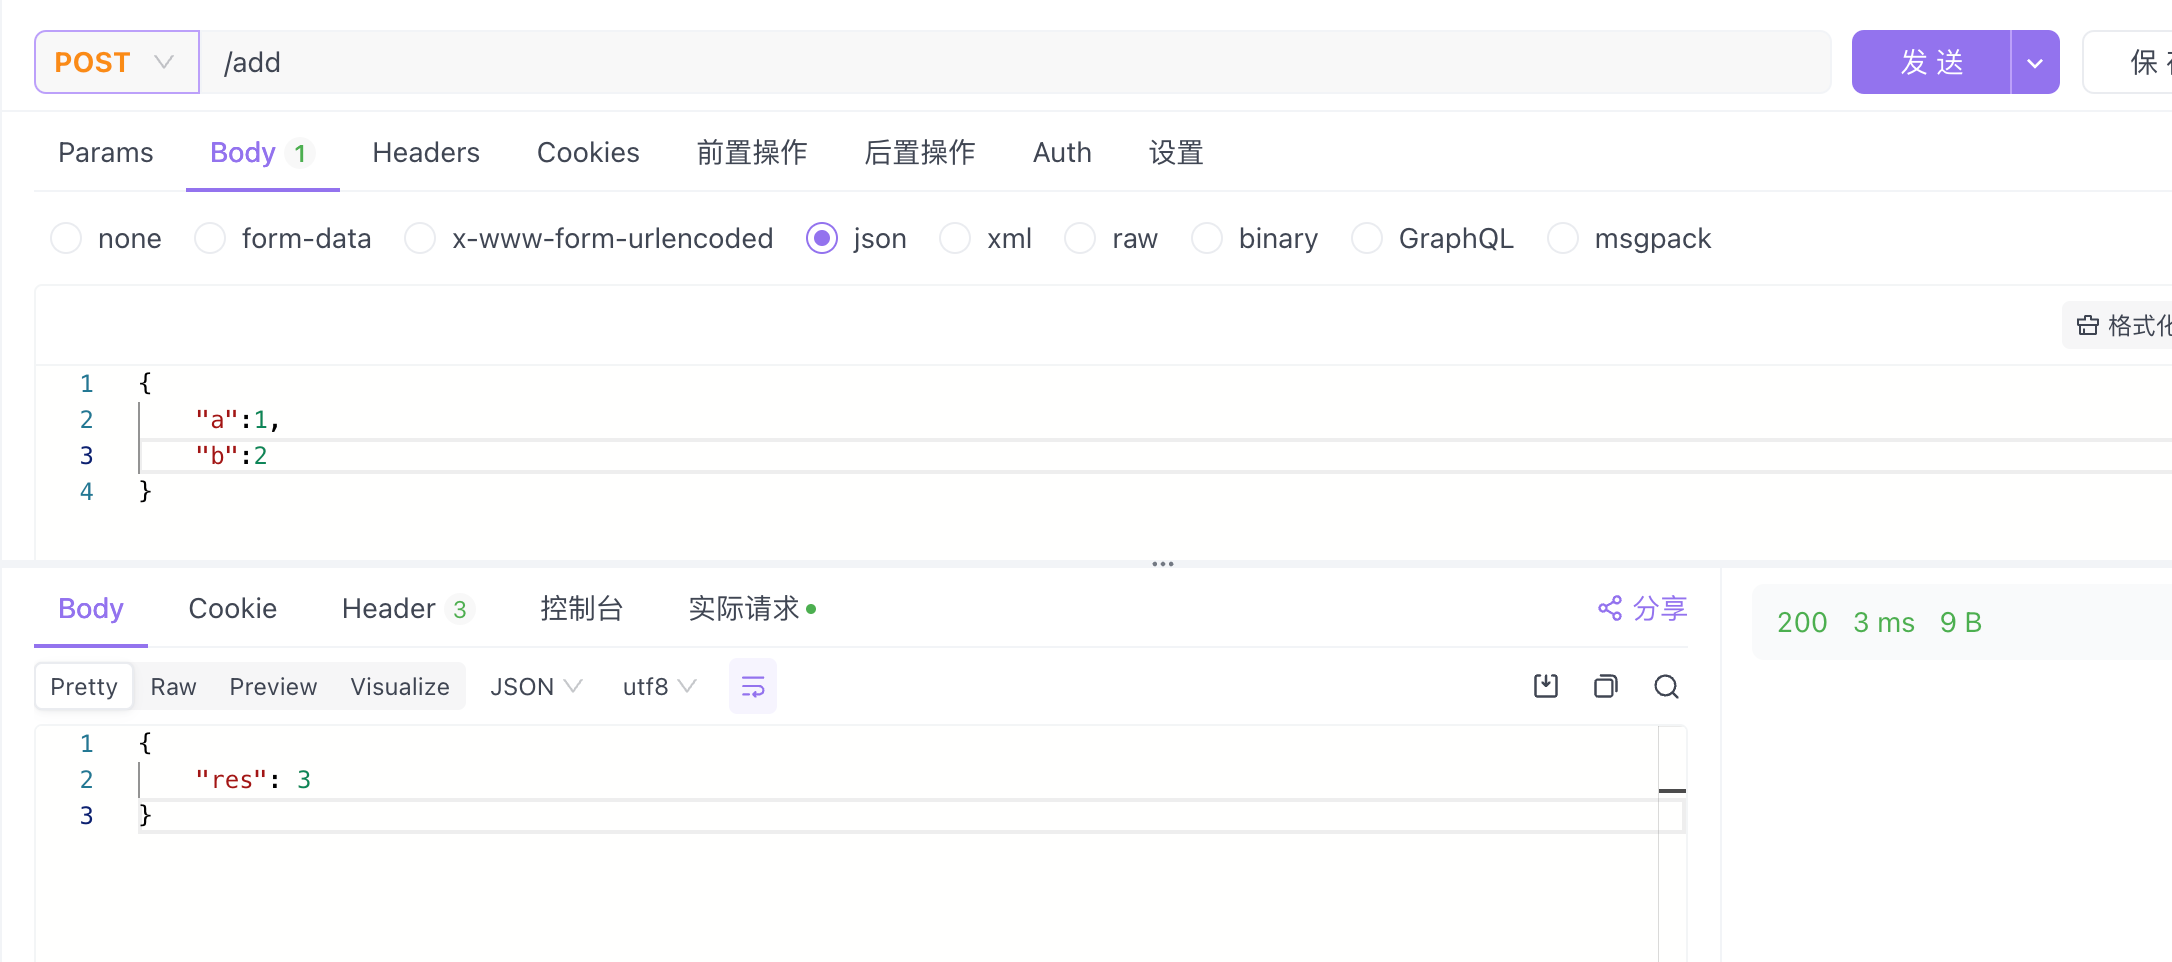 POST /add 发 送 保
Params Body 1 Headers Cookies 前置操作 后置操作 Auth 设置
none form-data x-www-form-urlencoded json xml raw binary GraphQL msgpack
格式化
1 {
2 "a":1,
3 "b":2
4 }
Body Cookie Header 3 控制台 实际请求 分享 200 3 ms 9 B
Pretty Raw Preview Visualize JSON utf8
1 {
2 "res": 3
3 }